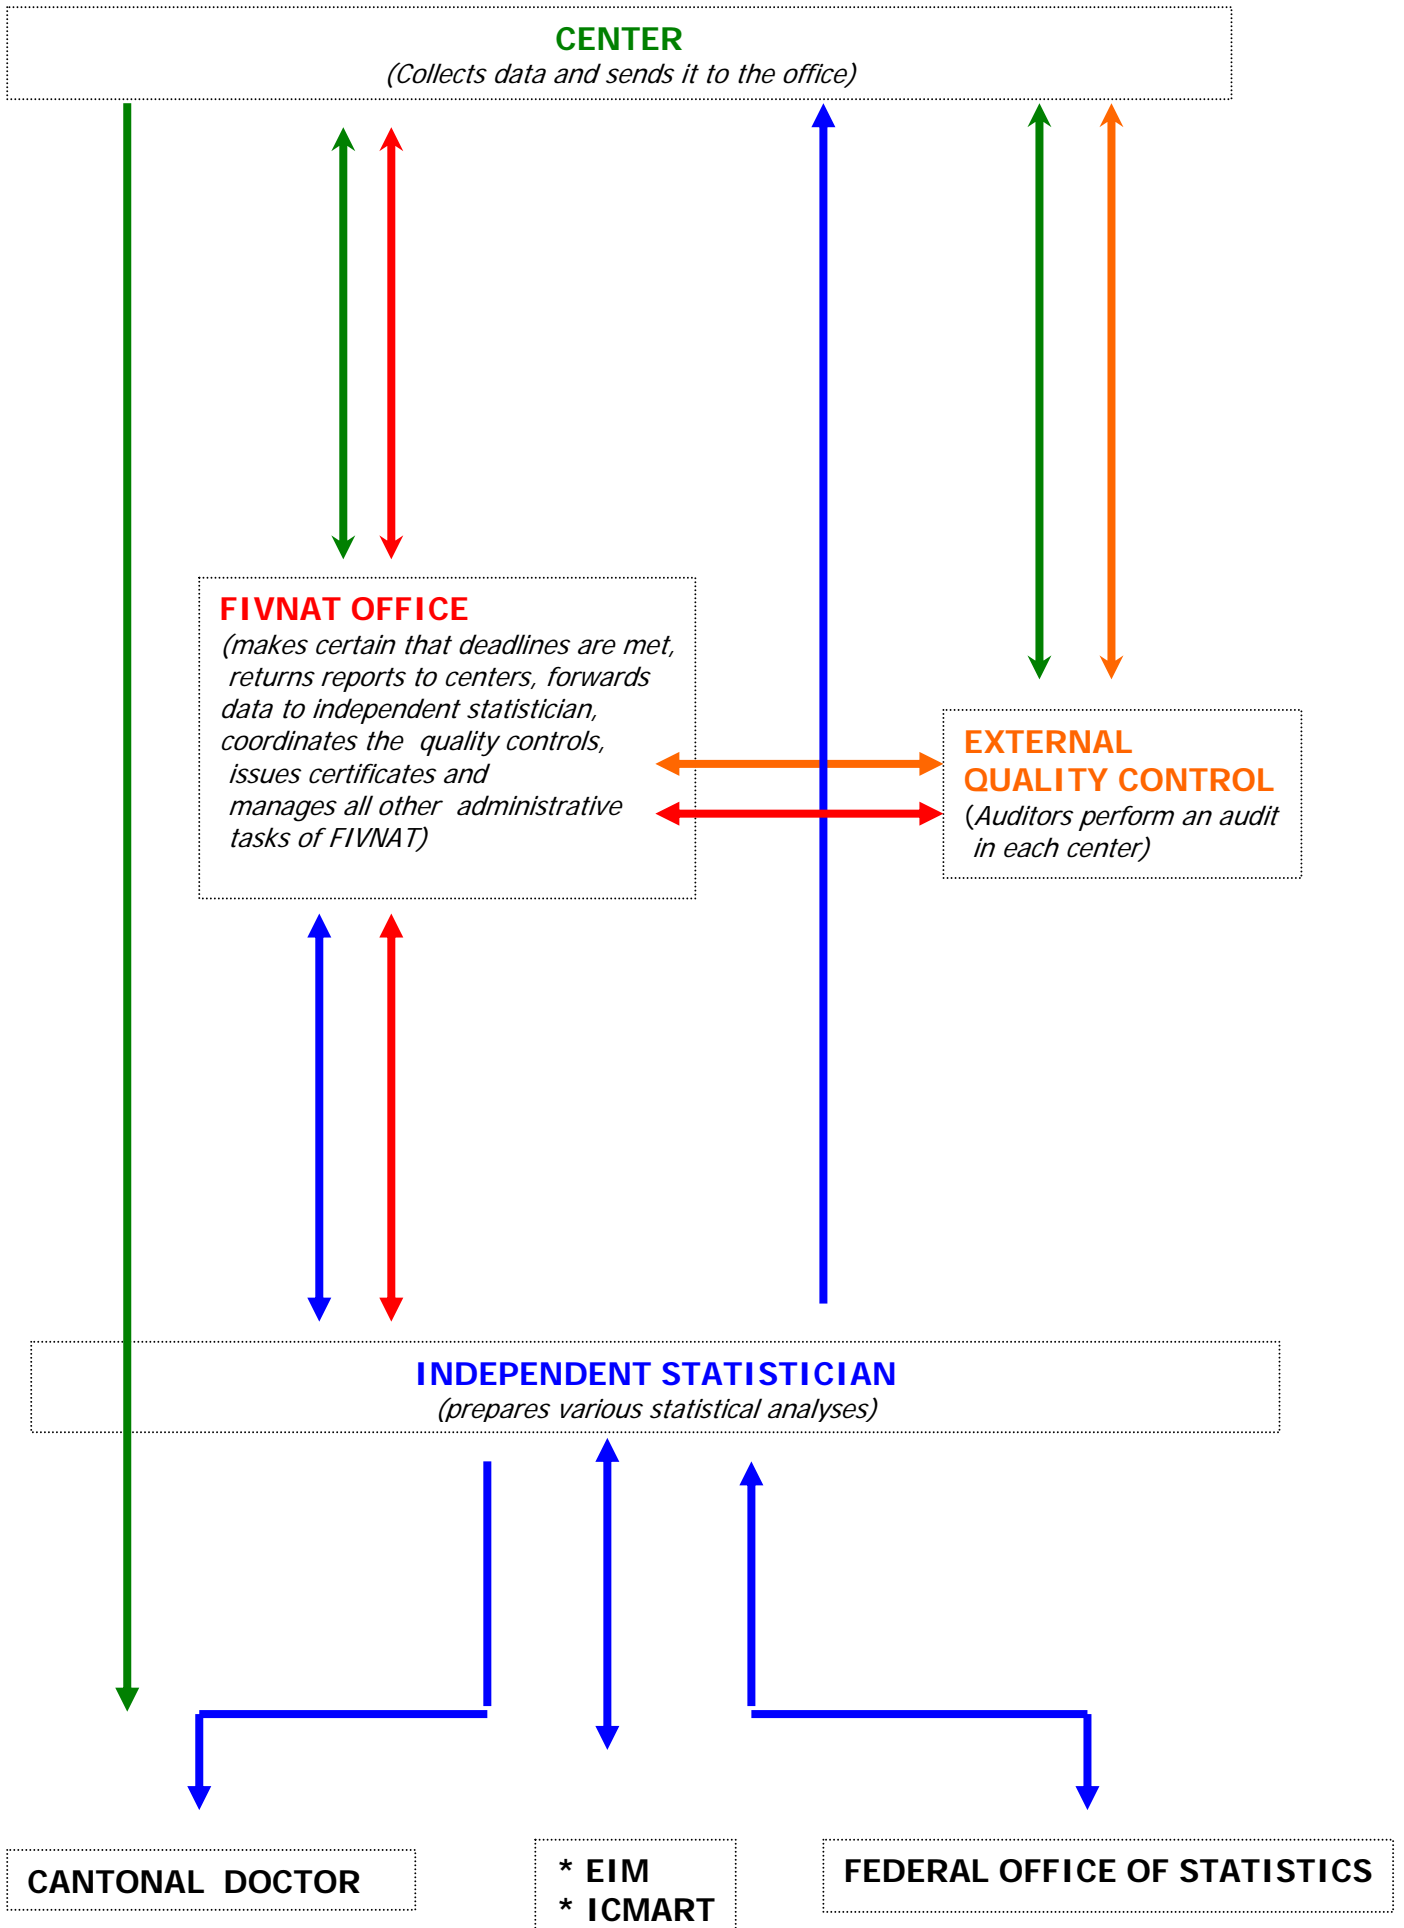 CENTER
(Collects data and sends it to the office)
FIVNAT OFFICE
(makes certain that deadlines are met,
returns reports to centers, forwards
data to independent statistician,
coordinates the quality controls,
issues certificates and
manages all other administrative
tasks of FIVNAT)
EXTERNAL
QUALITY CONTROL
(Auditors perform an audit
in each center)
INDEPENDENT STATISTICIAN
(prepares various statistical analyses)
CANTONAL DOCTOR
* EIM
* ICMART
FEDERAL OFFICE OF STATISTICS